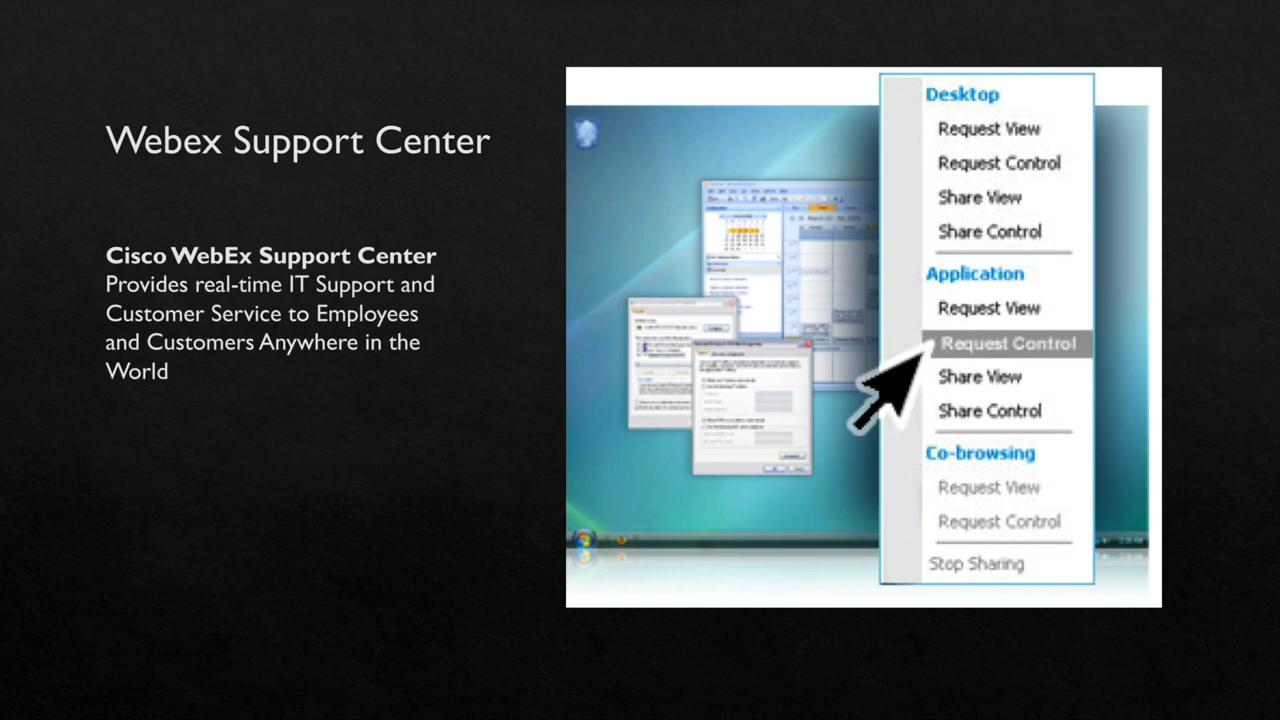 Webex Support Center
Cisco WebEx Support Center
Provides real-time IT Support and
Customer Service to Employees
and Customers Anywhere in the
World
Desktop
Request View
Request Control
Share View
Share Control
Application
Request View
Request Control
Share View
Share Control
Co-browsing
Request View
Request Control
Stop Sharing